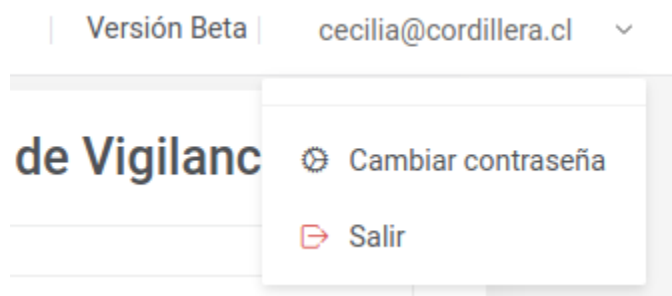 Versión Beta
cecilia@cordillera.cl
de Vigilanc
Cambiar contraseña
Salir